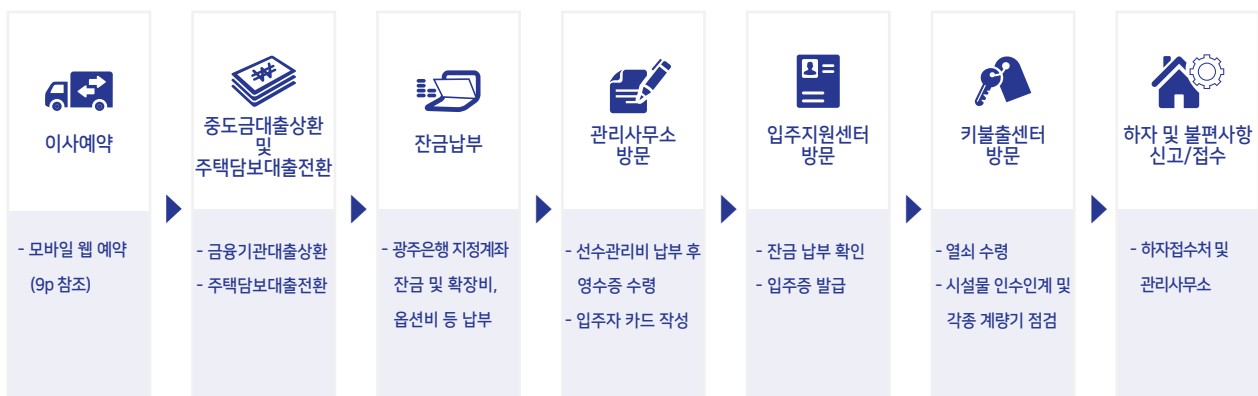 이사예약
- 모바일 웹 예약
(9p 참조)
중도금대출상환
및
주택담보대출전환
- 금융기관대출상환
- 주택담보대출전환
잔금납부
- 광주은행 지정계좌
잔금 및 확장비,
옵션비 등 납부
관리사무소
방문
- 선수관리비 납부 후
영수증 수령
- 입주자 카드 작성
입주지원센터
방문
- 잔금 납부 확인
- 입주증 발급
키불출센터
방문
- 열쇠 수령
- 시설물 인수인계 및
각종 계량기 점검
하자 및 불편사항
신고/접수
- 하자접수처 및
관리사무소